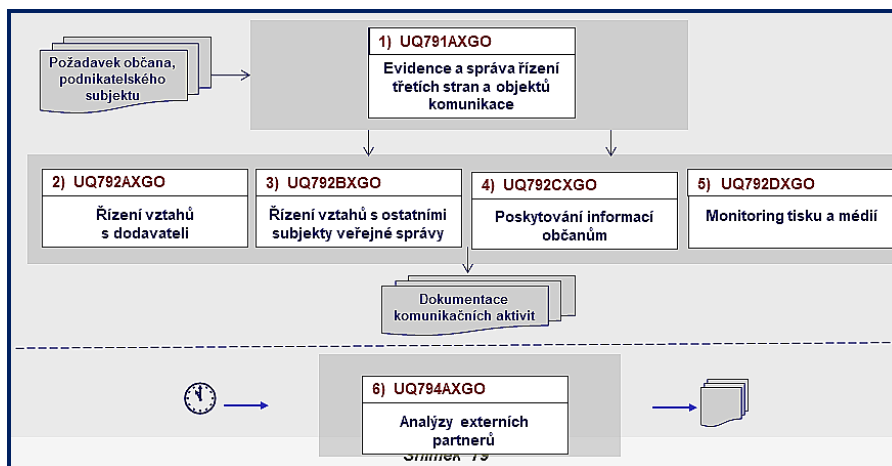 Požadavek občana,
podnikatelského
subjektu
1) UQ791AXGO
Evidence a správa řízení
třetích stran a objektů
komunikace
2) UQ792AXGO
Řízení vztahů
s dodavateli
3) UQ792BXGO
Řízení vztahů s ostatními
subjekty veřejné správy
4) UQ792CXGO
Poskytování informací
občanům
5) UQ792DXGO
Monitoring tisku a médií
Dokumentace
komunikačních aktivit
6) UQ794AXGO
Analýzy externích
partnerů